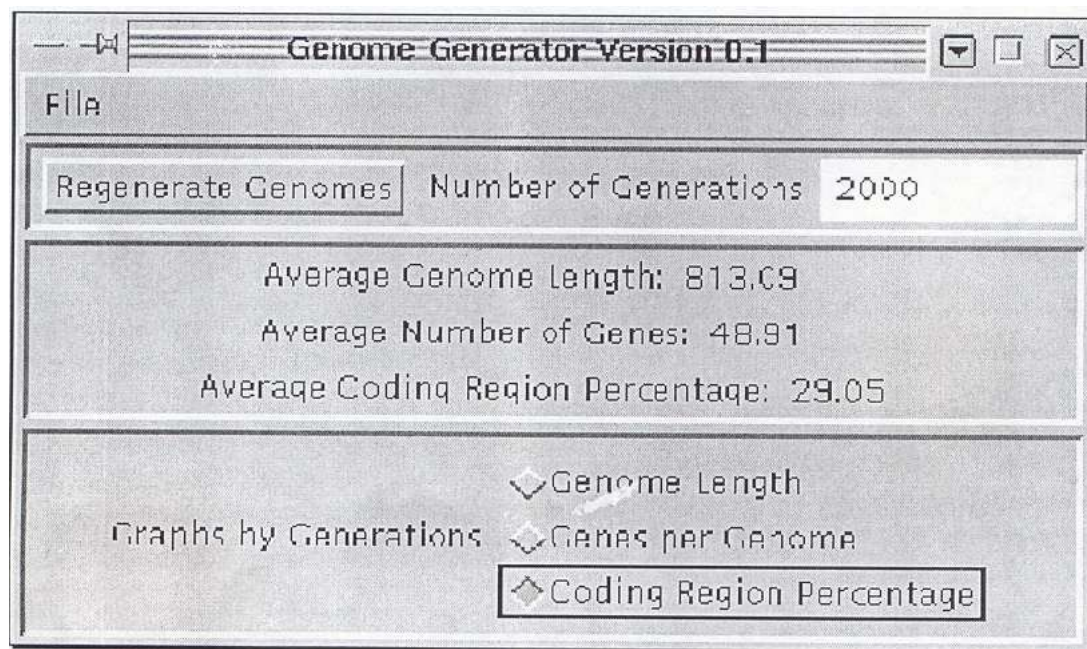 Genome Generator Version 0.1
File
Regenerate Genomes Number of Generations 2000
Average Genome Length: 813.09
Average Number of Genes: 48.91
Average Coding Region Percentage: 29.05
Genome Length
Graphs by Generations Genes per Genome
Coding Region Percentage